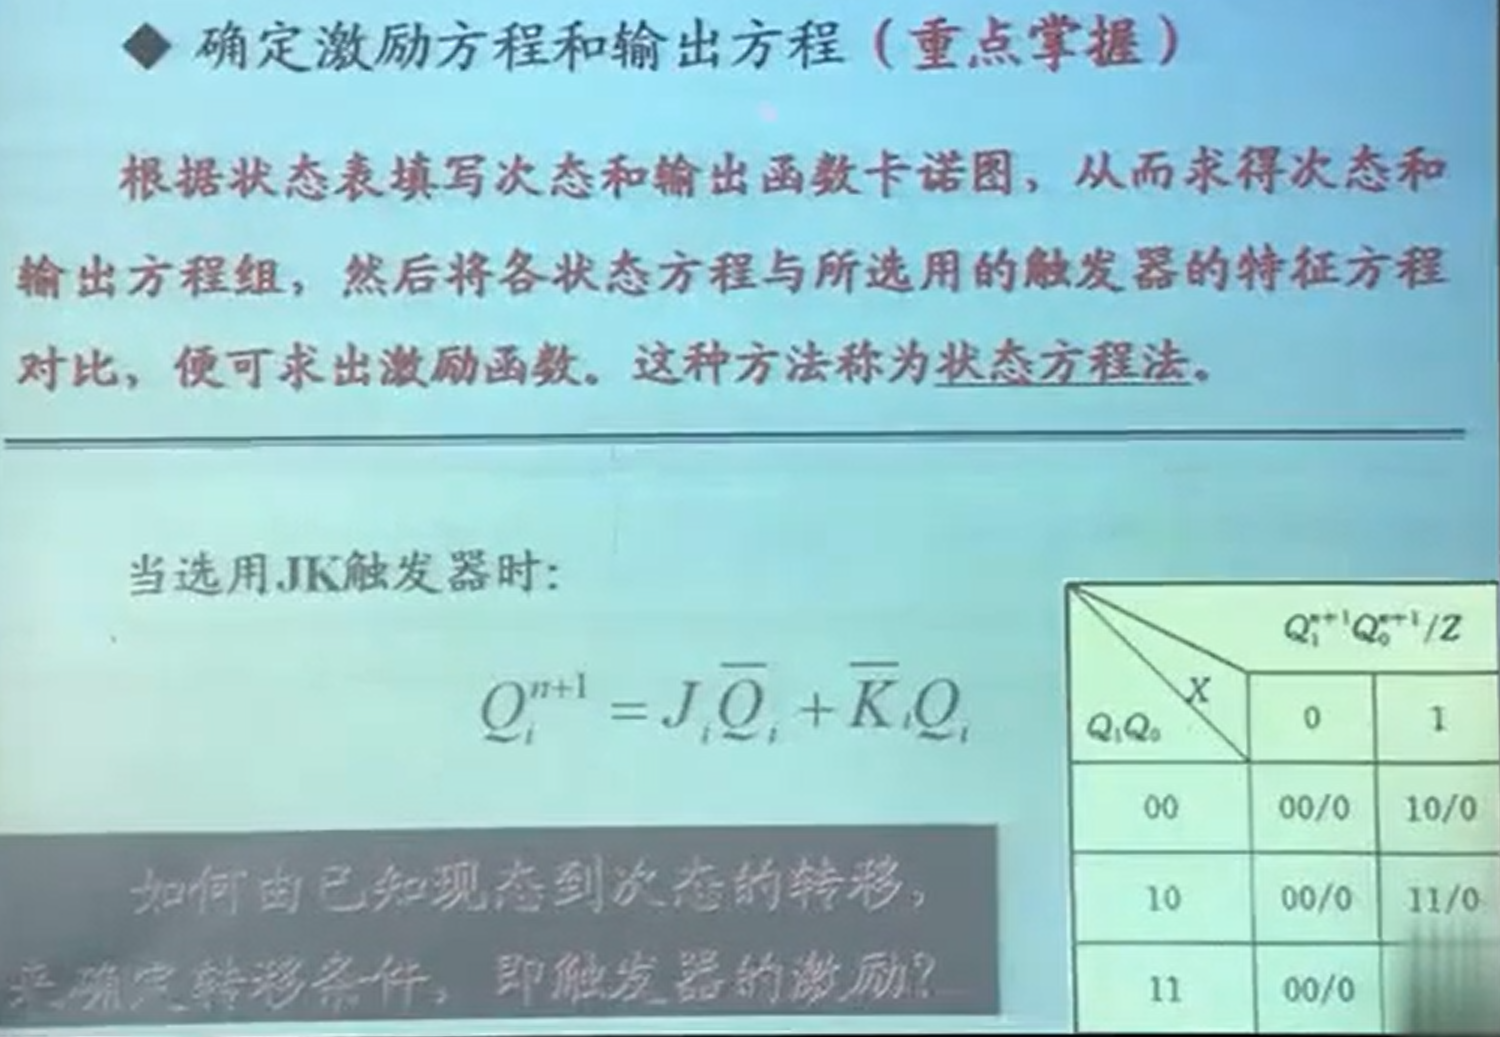 ◆ 确定激励方程和输出方程（重点掌握）
根据状态表填写次态和输出函数卡诺图，从而求得次态和
输出方程组，然后将各状态方程与所选用的触发器的特征方程
对比，便可求出激励函数。这种方法称为状态方程法。
当选用JK触发器时：
Q_i^{n+1} = J_i \overline{Q}_i + \overline{K}_i Q_i
如何由已知现态到次态的转移，
来确定转移条件，即触发器的激励？
Q_1^{n+1}Q_0^{n+1}/Z
X
Q_1Q_0 0 1
00 00/0 10/0
10 00/0 11/0
11 00/0